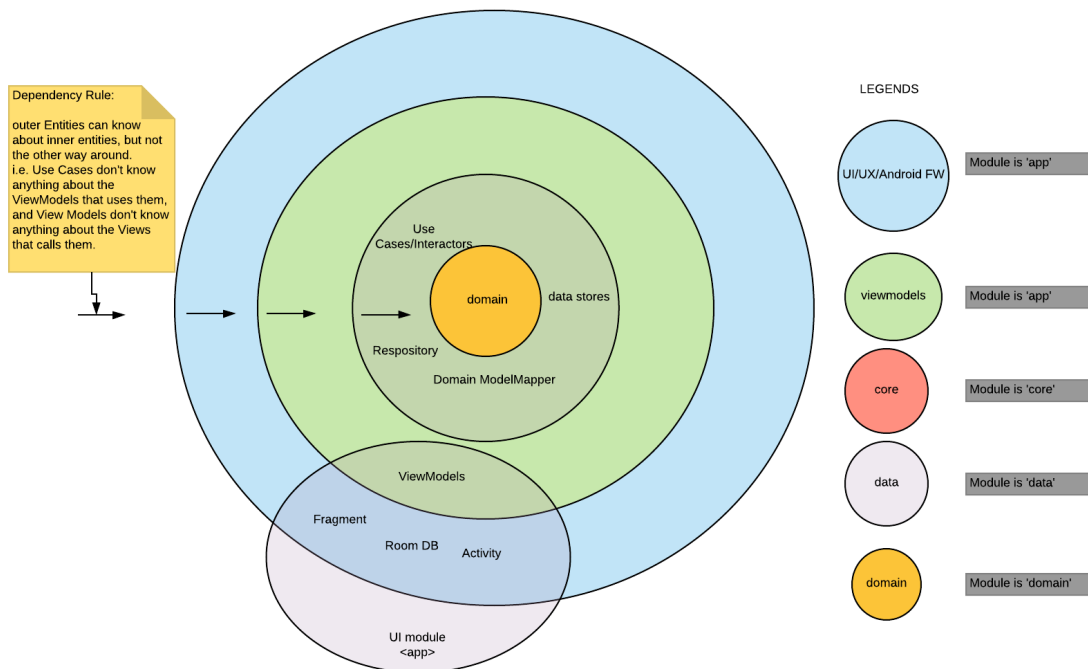 Dependency Rule:
outer Entities can know
about inner entities, but not
the other way around.
i.e. Use Cases don't know
anything about the
ViewModels that uses them,
and View Models don't know
anything about the Views
that calls them.
Use
Cases/Interactors
domain
data stores
Respository
Domain ModelMapper
ViewModels
Fragment
Room DB
Activity
UI module
<app>
LEGENDS
UI/UX/Android FW
Module is 'app'
viewmodels
Module is 'app'
core
Module is 'core'
data
Module is 'data'
domain
Module is 'domain'